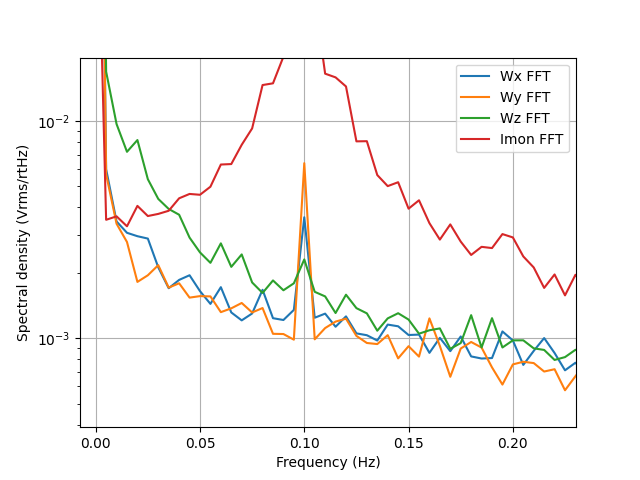 Wx FFT
Wy FFT
Wz FFT
Imon FFT
Spectral density (Vrms/rtHz)
10⁻²
10⁻³
0.00 0.05 0.10 0.15 0.20
Frequency (Hz)